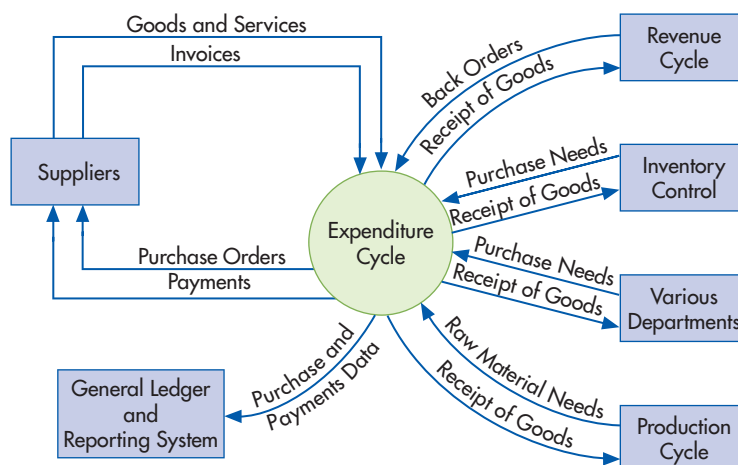 Goods and Services
Invoices
Suppliers
Purchase Orders
Payments
Expenditure
Cycle
Back Orders
Receipt of Goods
Revenue
Cycle
Purchase Needs
Receipt of Goods
Inventory
Control
Purchase Needs
Receipt of Goods
Various
Departments
Raw Material Needs
Receipt of Goods
Production
Cycle
Purchase and
Payments Data
General Ledger
and
Reporting System